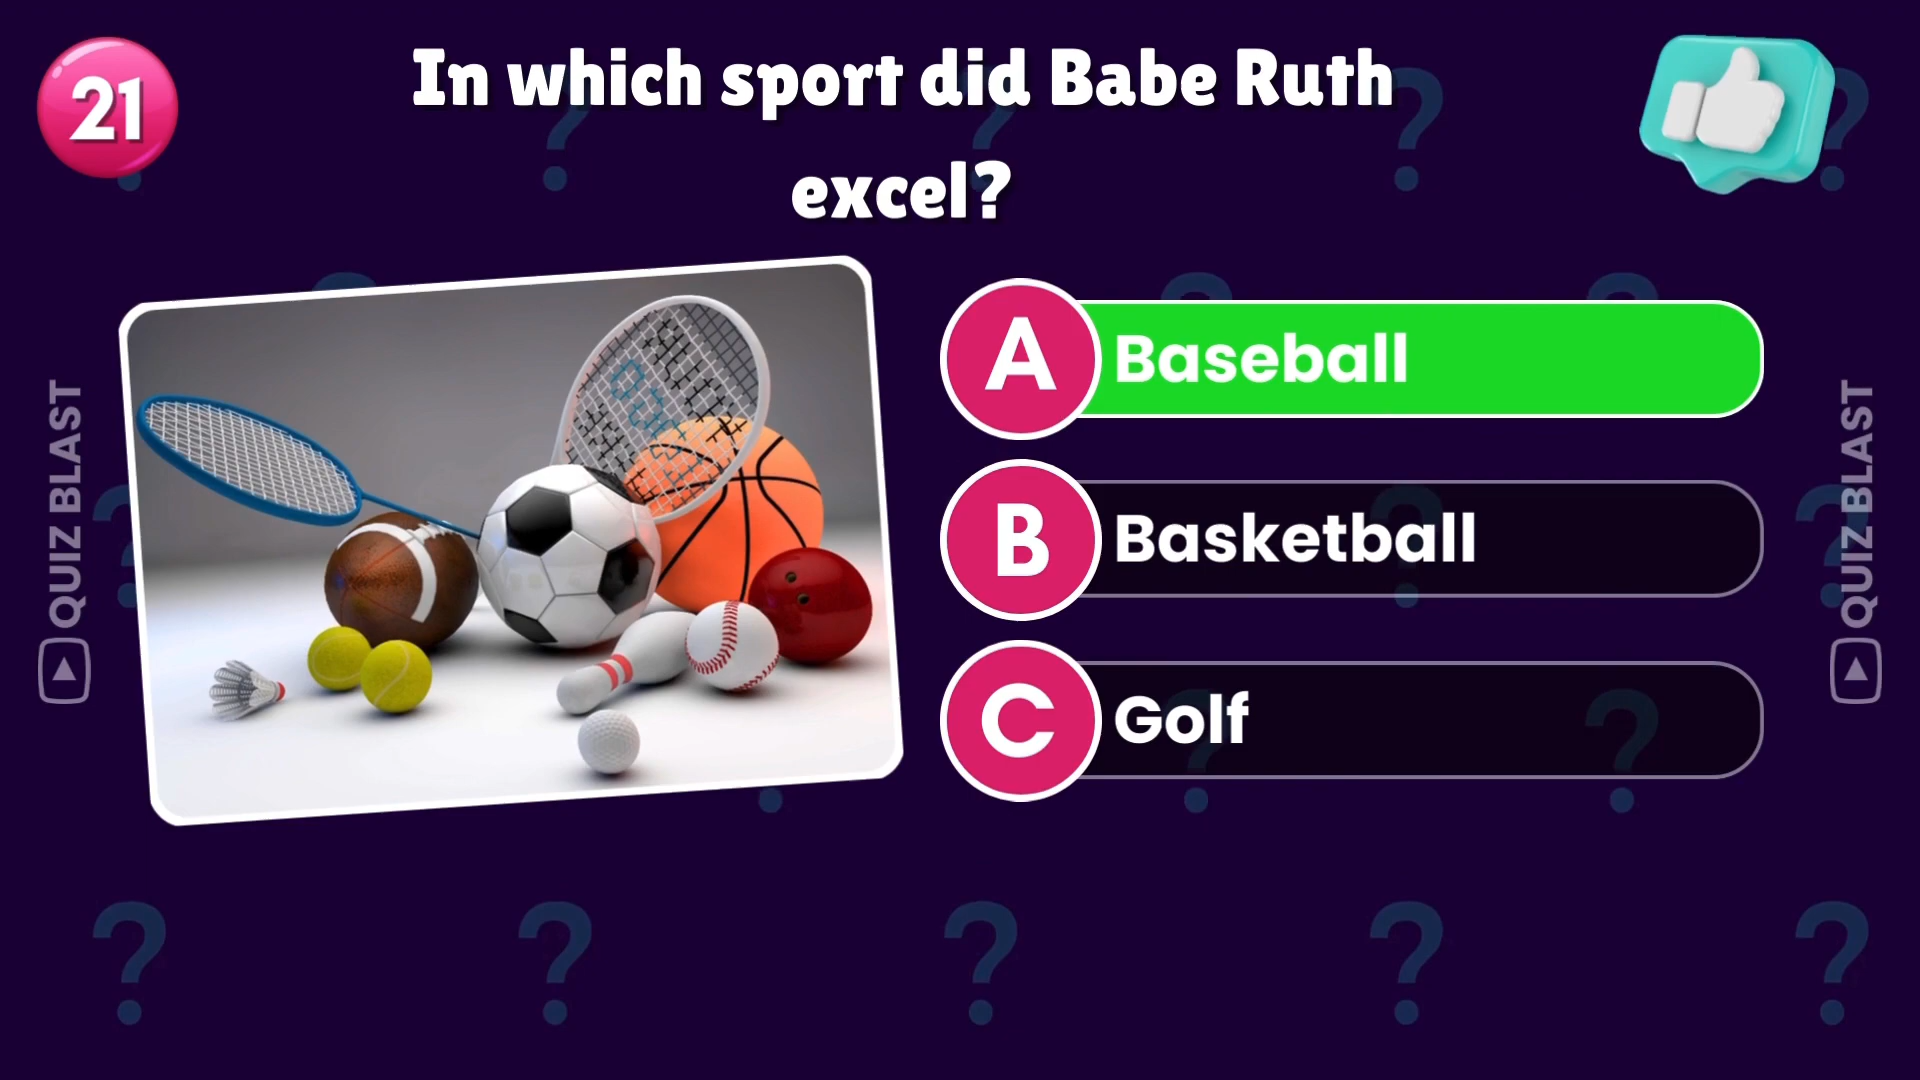 21
In which sport did Babe Ruth
excel?
A Baseball
B Basketball
C Golf
QUIZ BLAST
QUIZ BLAST